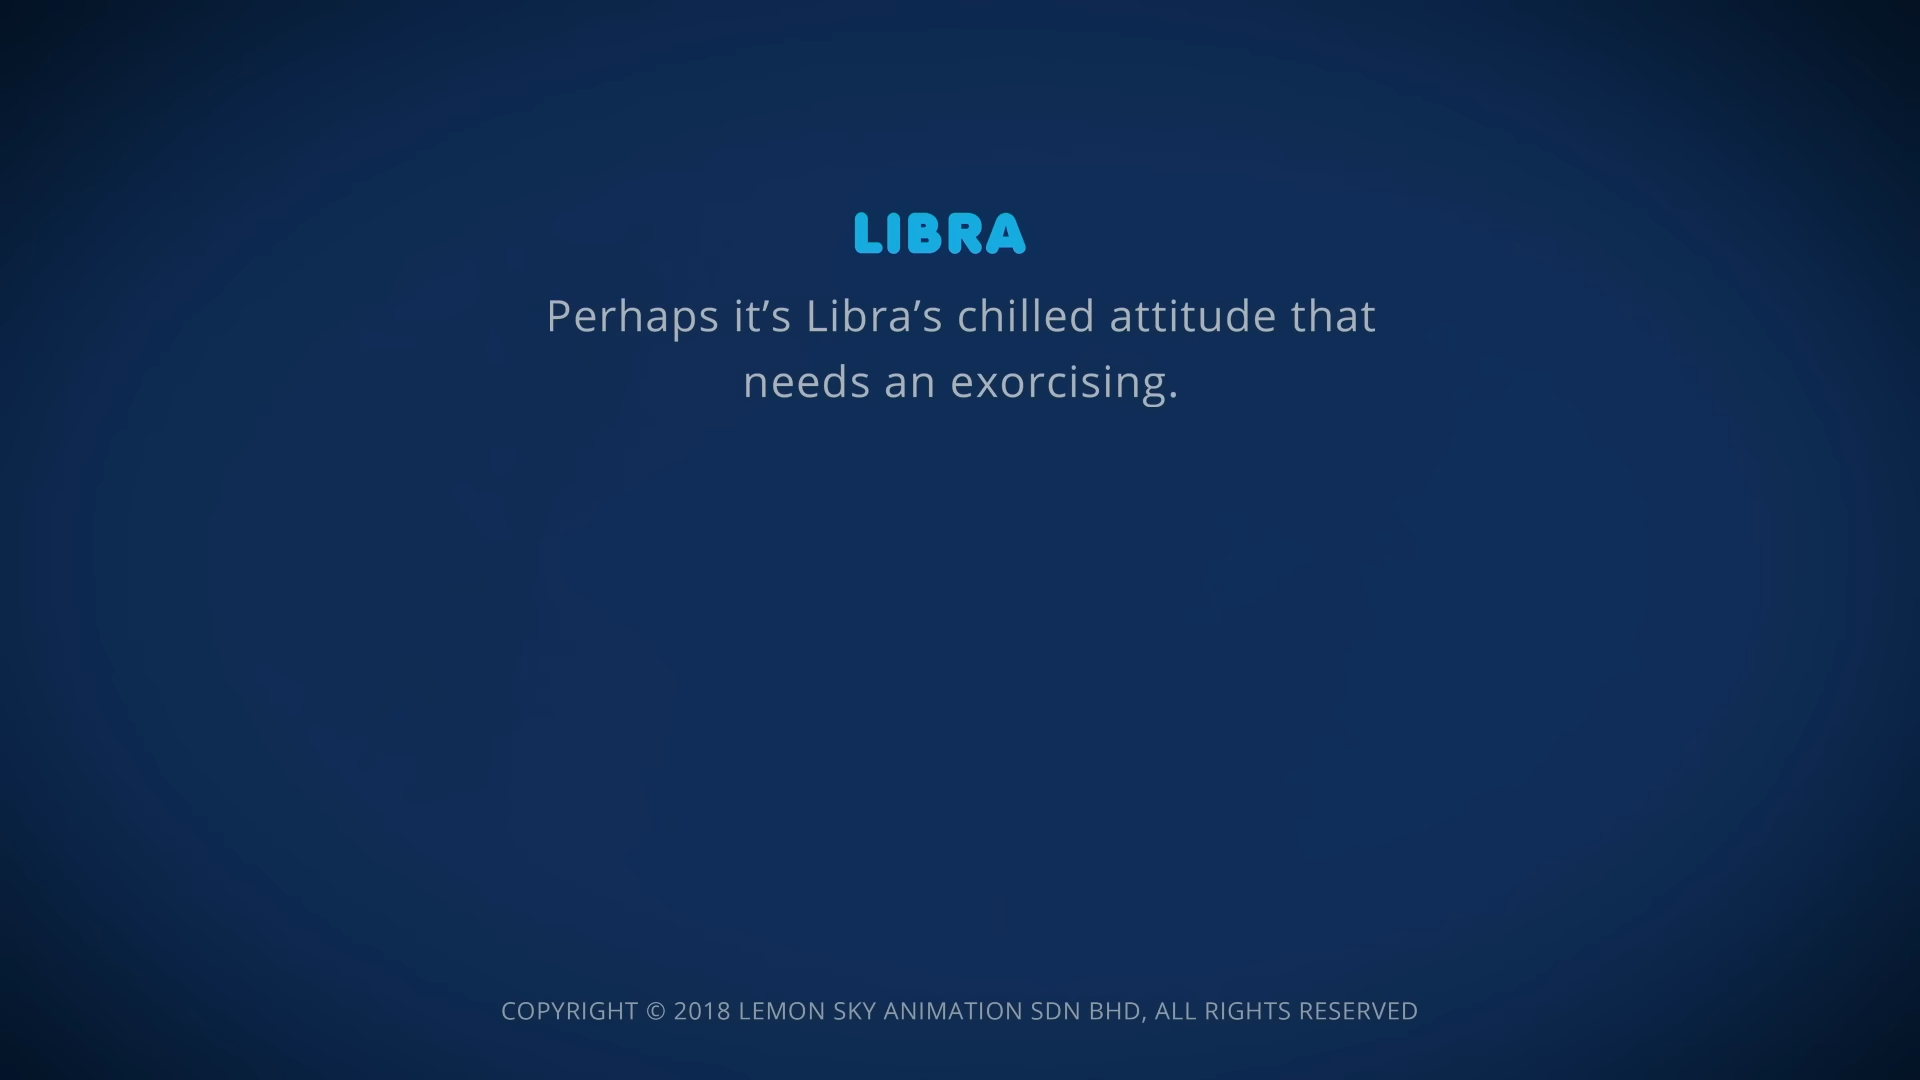 LIBRA
Perhaps it’s Libra’s chilled attitude that
needs an exorcising.
COPYRIGHT © 2018 LEMON SKY ANIMATION SDN BHD, ALL RIGHTS RESERVED